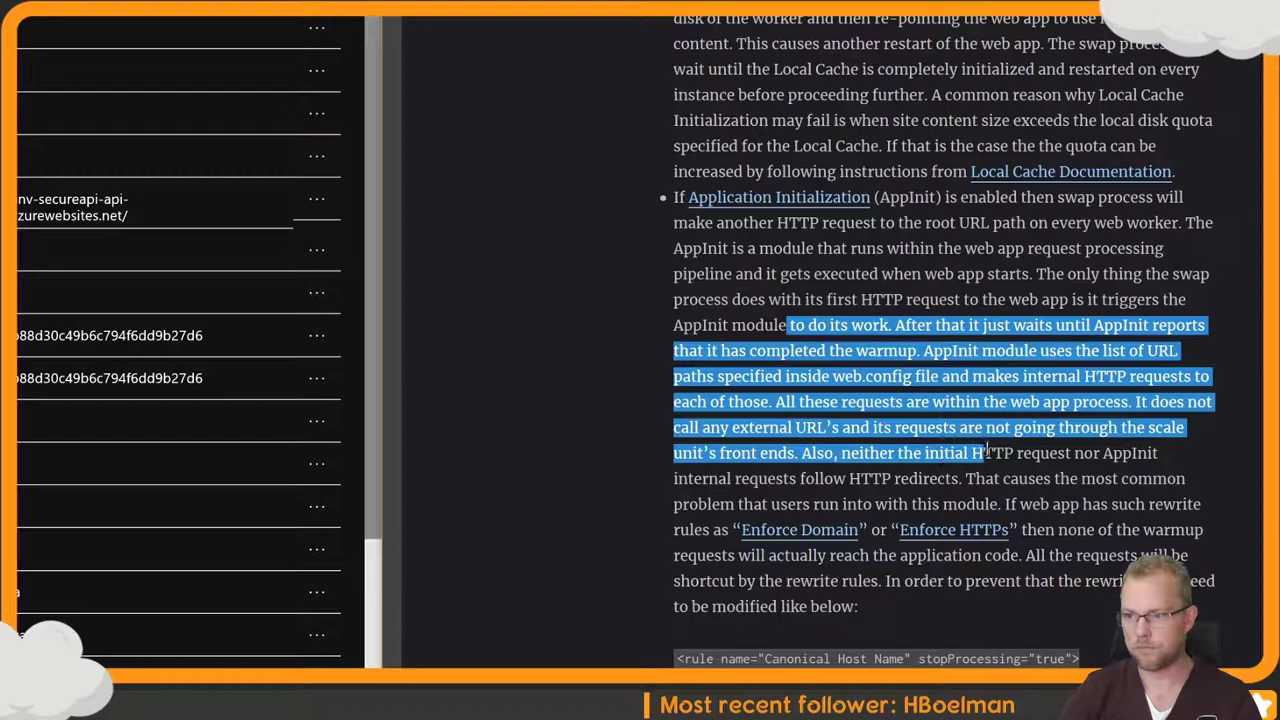 ...
...
...
...
nv-secureapi-api-
...
zurewebsites.net/
...
...
b88d30c49b6c794f6dd9b27d6
...
b88d30c49b6c794f6dd9b27d6
...
...
...
...
...
...
...
disk of the worker and then re-pointing the web app to use
content. This causes another restart of the web app. The swap
wait until the Local Cache is completely initialized and restarted on every
instance before proceeding further. A common reason why Local Cache
Initialization may fail is when site content size exceeds the local disk quota
specified for the Local Cache. If that is the case the the quota can be
increased by following instructions from Local Cache Documentation.
• If Application Initialization (AppInit) is enabled then swap process will
make another HTTP request to the root URL path on every web worker. The
AppInit is a module that runs within the web app request processing
pipeline and it gets executed when web app starts. The only thing the swap
process does with its first HTTP request to the web app is it triggers the
AppInit module to do its work. After that it just waits until AppInit reports
that it has completed the warmup. AppInit module uses the list of URL
paths specified inside web.config file and makes internal HTTP requests to
each of those. All these requests are within the web app process. It does not
call any external URL’s and its requests are not going through the scale
unit’s front ends. Also, neither the initial HTTP request nor AppInit
internal requests follow HTTP redirects. That causes the most common
problem that users run into with this module. If web app has such rewrite
rules as “Enforce Domain” or “Enforce HTTPs” then none of the warmup
requests will actually reach the application code. All the requests will be
shortcut by the rewrite rules. In order to prevent that the need
to be modified like below:
<rule name="Canonical Host Name" stopProcessing="true">
Most recent follower: HBoelman